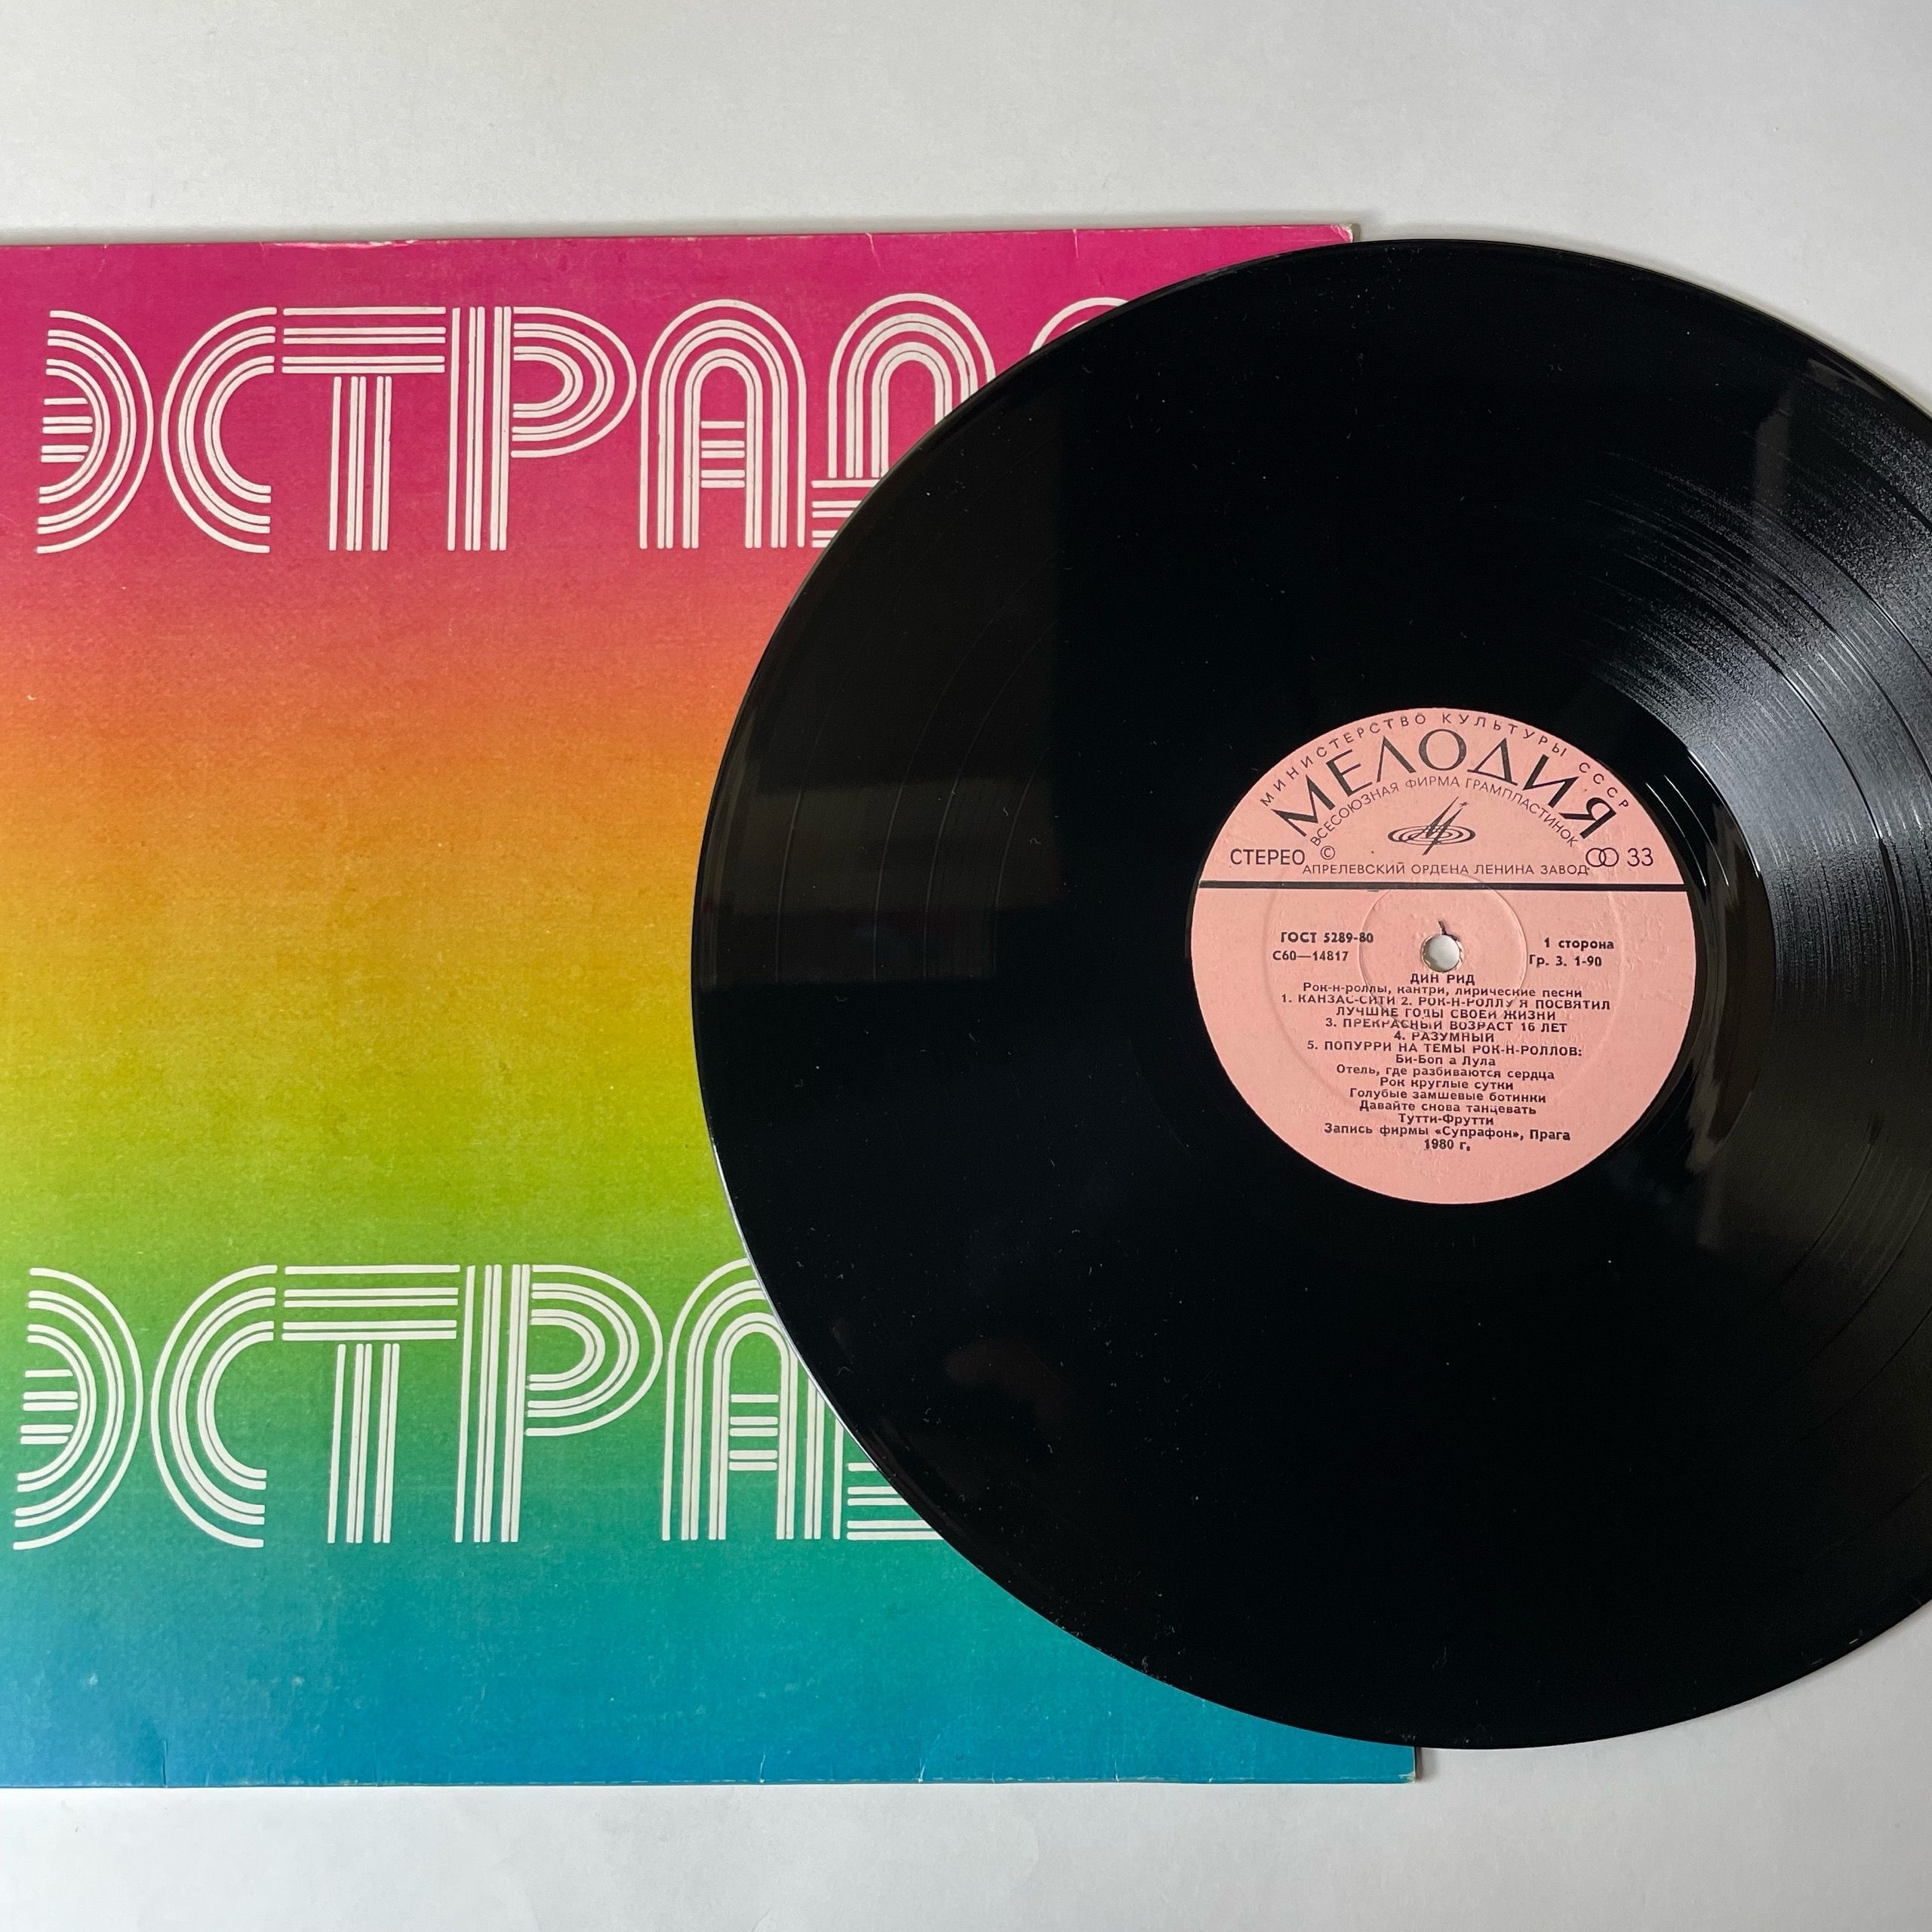 ЭСТРАДА
МИНИСТЕРСТВО КУЛЬТУРЫ СССР
МЕЛОДИЯ
ВСЕСОЮЗНАЯ ФИРМА ГРАМПЛАСТИНОК
СТЕРЕО © 33
АПРЕЛЕВСКИЙ ОРДЕНА ЛЕНИНА ЗАВОД
ГОСТ 5289-80 1 сторона
С60—14817 Гр. 3. 1-90
ДИН РИД
Рок-н-роллы, кантри, лирические песни
1. КАНЗАС-СИТИ 2. РОК-Н-РОЛЛУ Я ПОСВЯТИЛ
ЛУЧШИЕ ГОДЫ СВОЕЙ ЖИЗНИ
3. ПРЕКРАСНЫЙ ВОЗРАСТ 16 ЛЕТ
4. РАЗУМНЫЙ
5. ПОПУРРИ НА ТЕМЫ РОК-Н-РОЛЛОВ:
Би-Боп а Лула
Отель, где разбиваются сердца
Рок круглые сутки
Голубые замшевые ботинки
Давайте снова танцевать
Тутти-Фрутти
Запись фирмы «Супрафон», Прага
1980 г.
ЭСТРА